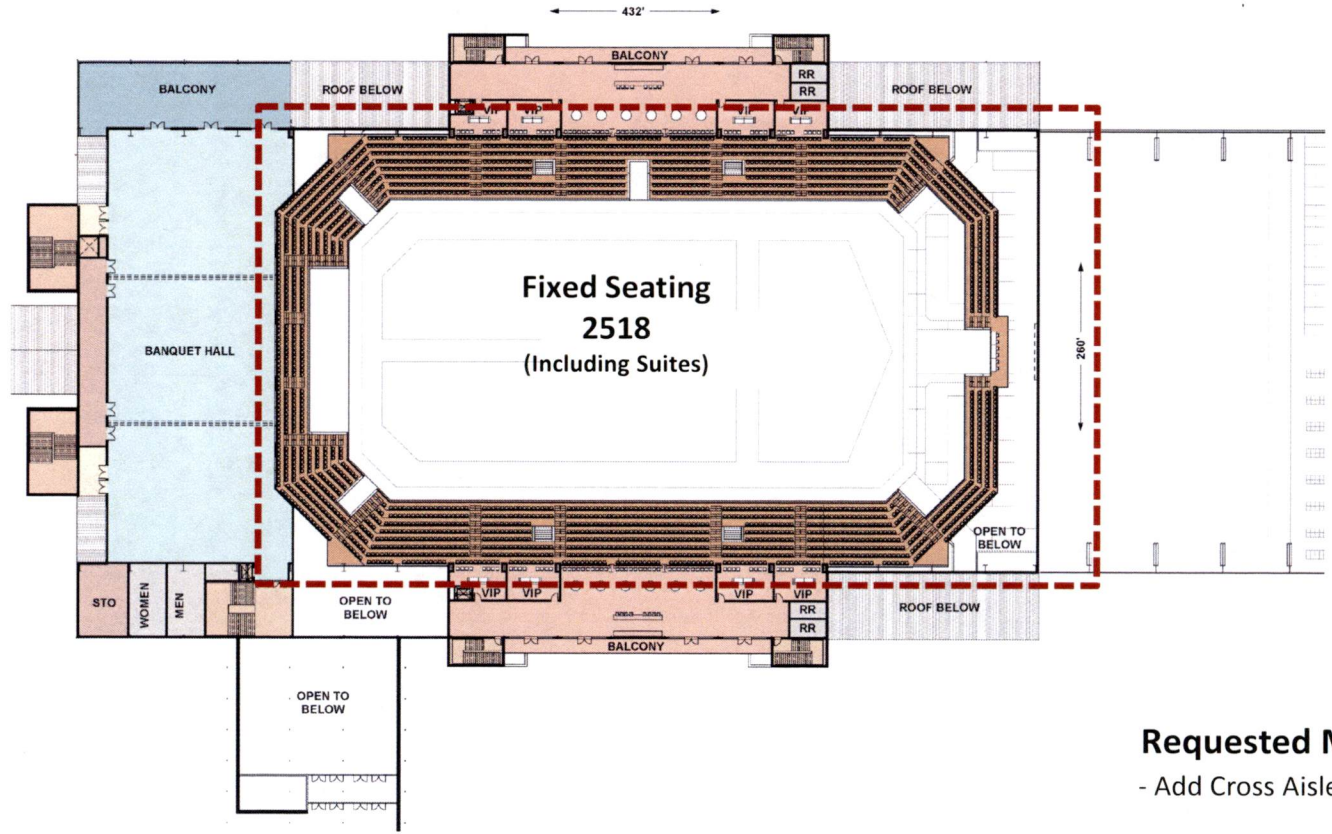 432'
BALCONY
BALCONY
ROOF BELOW
RR
RR
ROOF BELOW
VIP
VIP
VIP
VIP
Fixed Seating
2518
(Including Suites)
BANQUET HALL
260'
OPEN TO
BELOW
STO
WOMEN
MEN
OPEN TO
BELOW
VIP
VIP
VIP
VIP
RR
RR
ROOF BELOW
BALCONY
OPEN TO
BELOW
Requested
- Add Cross Aisle